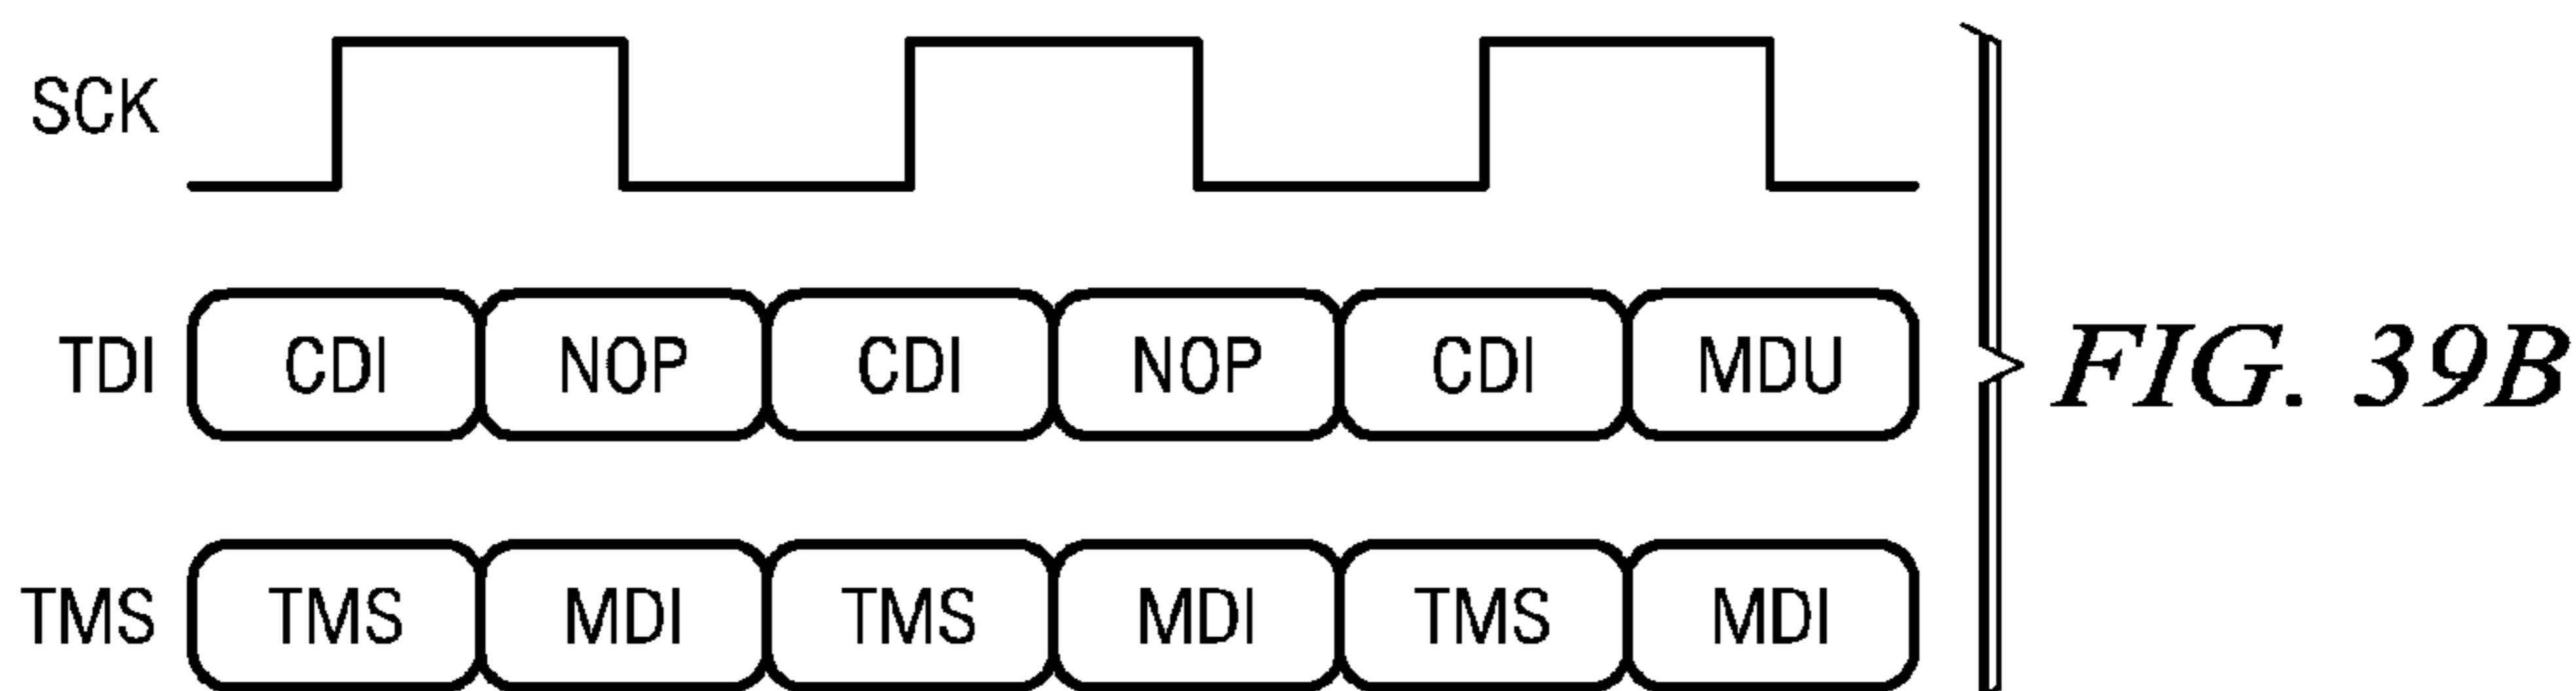 SCK
TDI CDI NOP CDI NOP CDI MDU
TMS TMS MDI TMS MDI TMS MDI
FIG. 39B